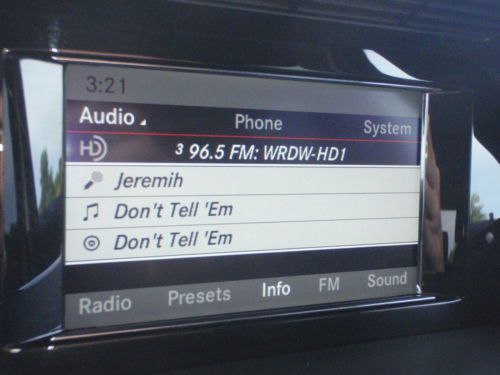 3:21
Audio Phone System
HD 3 96.5 FM: WRDW-HD1
Jeremih
Don't Tell 'Em
Don't Tell 'Em
Radio Presets Info FM Sound